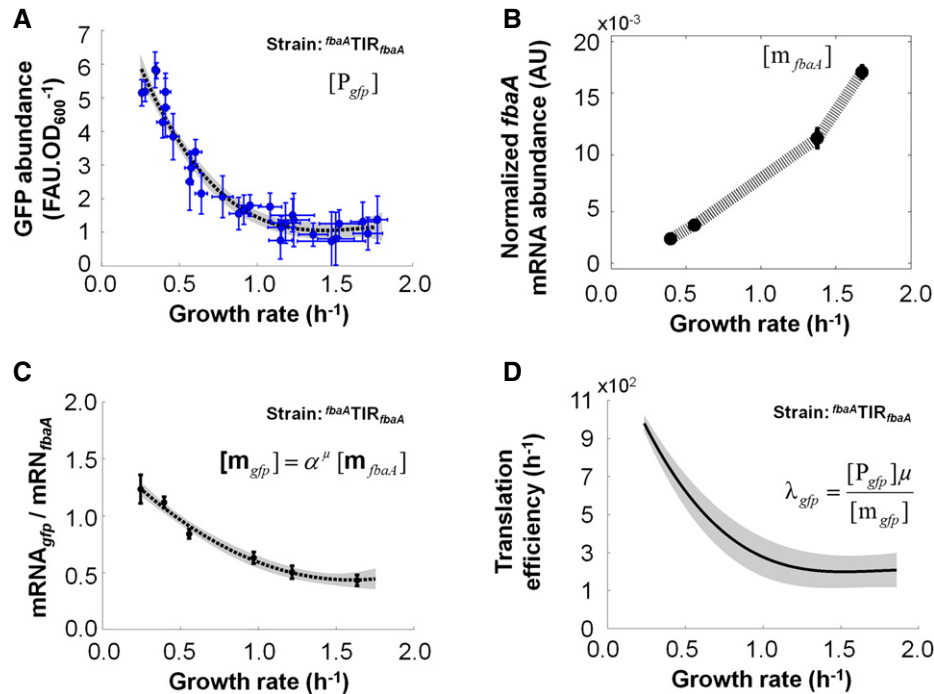 A
Strain: fbaATIRfbaA
[Pgfp]
GFP abundance
(FAU.OD600-1)
7
6
5
4
3
2
1
0
0.0 0.5 1.0 1.5 2.0
Growth rate (h-1)
B
x10-3
[mfbaA]
Normalized fbaA
mRNA abundance (AU)
20
15
10
5
0
0.0 0.5 1.0 1.5 2.0
Growth rate (h-1)
C
Strain: fbaATIRfbaA
[mgfp] = αμ [mfbaA]
mRNAgfp / mRNfbaA
2.0
1.5
1.0
0.5
0.0
0.0 0.5 1.0 1.5 2.0
Growth rate (h-1)
D
x102
Strain: fbaATIRfbaA
λgfp = [Pgfp]μ
[mgfp]
Translation
efficiency (h-1)
11
9
7
5
3
1
0
0.0 0.5 1.0 1.5 2.0
Growth rate (h-1)